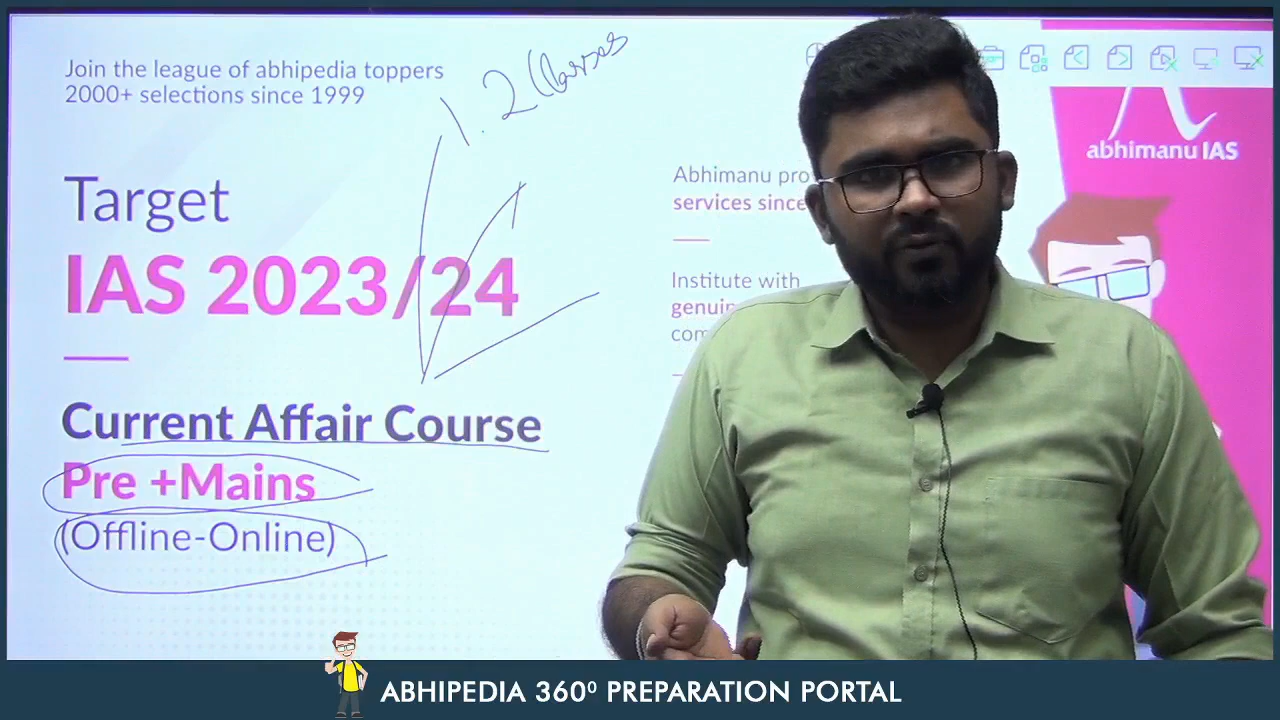 Join the league of abhipedia toppers
2000+ selections since 1999
1. 2 Classes
Target
IAS 2023/24
Current Affair Course
Pre +Mains
(Offline-Online)
Abhimanu pro
services since
Institute with
genuin
com
abhimanu IAS
ABHIPEDIA 360⁰ PREPARATION PORTAL